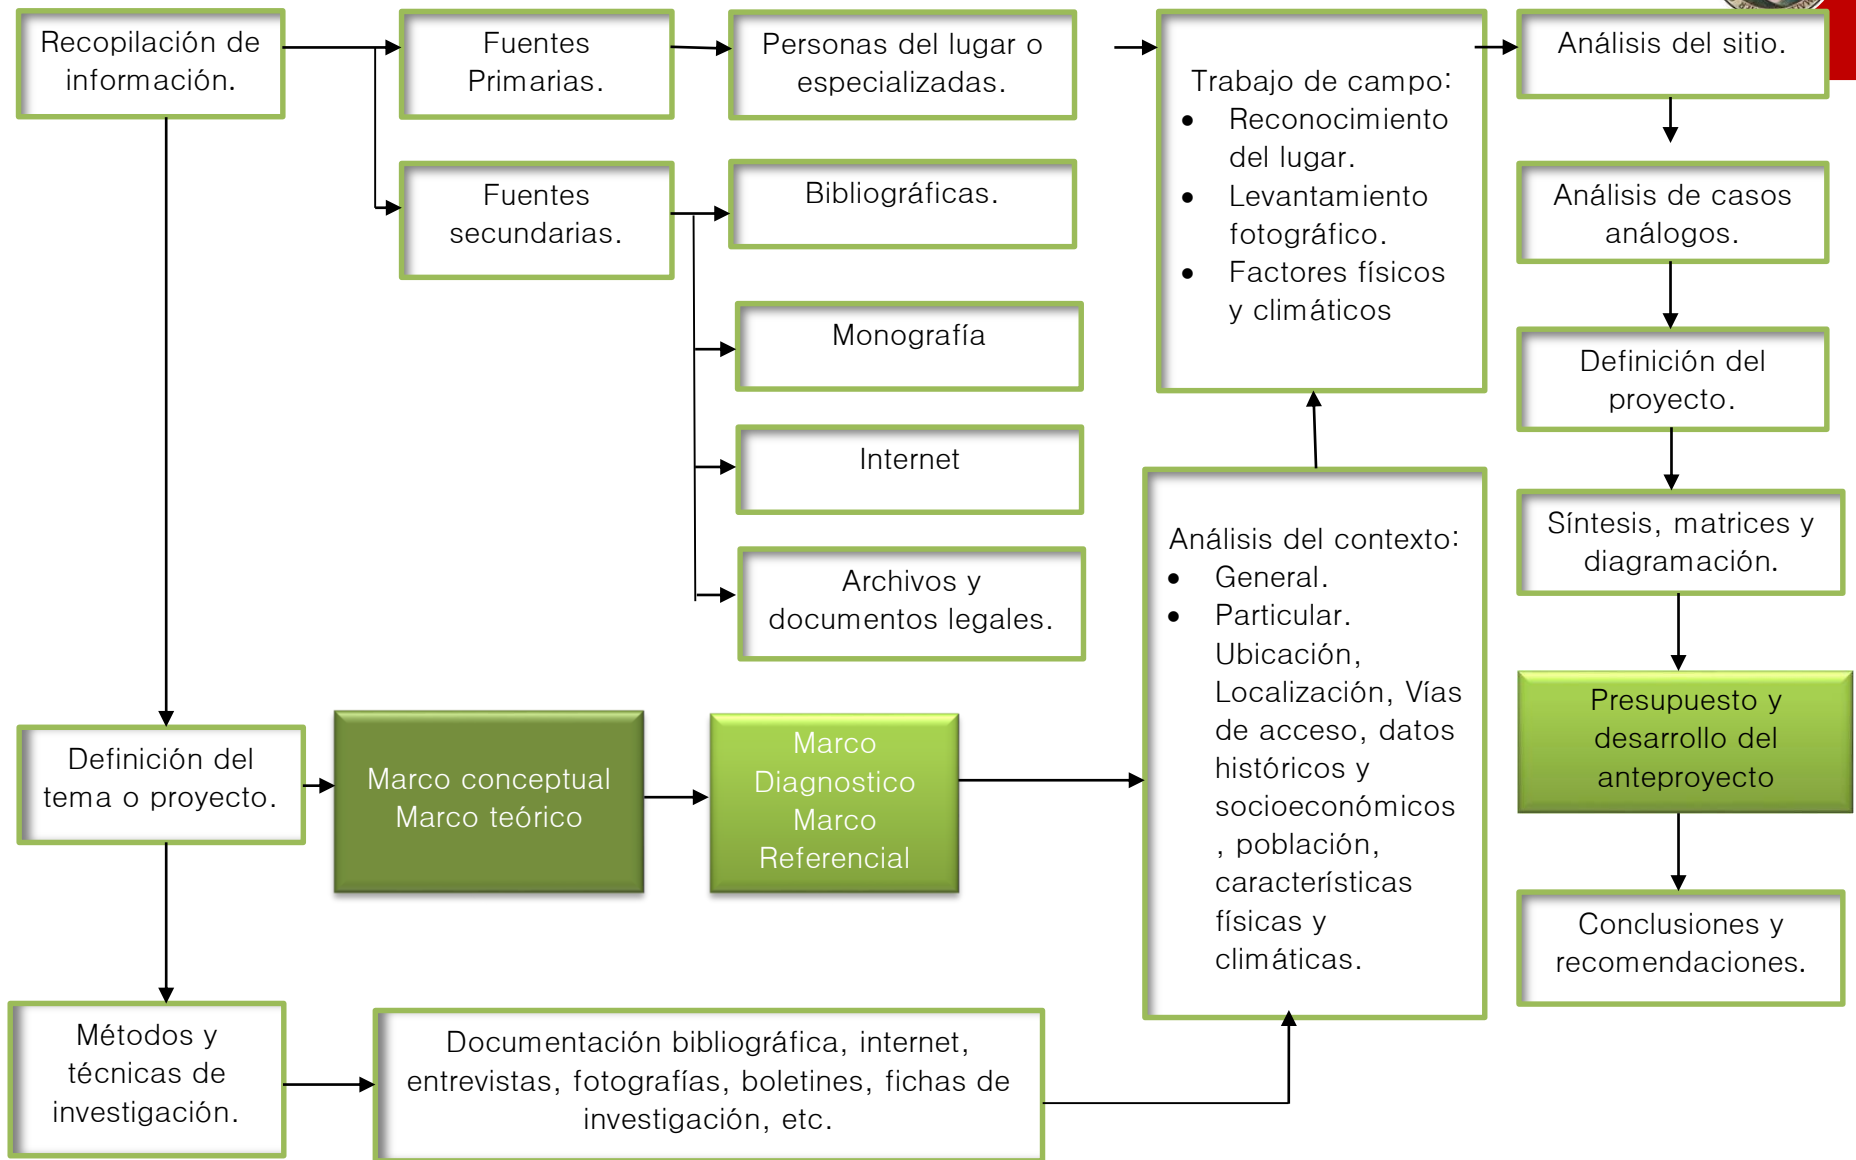 Recopilación de
información.
Fuentes
Primarias.
Personas del lugar o
especializadas.
Fuentes
secundarias.
Bibliográficas.
Monografía
Internet
Archivos y
documentos legales.
Trabajo de campo:
• Reconocimiento
del lugar.
• Levantamiento
fotográfico.
• Factores físicos
y climáticos
Análisis del sitio.
Análisis de casos
análogos.
Definición del
proyecto.
Síntesis, matrices y
diagramación.
Presupuesto y
desarrollo del
anteproyecto
Conclusiones y
recomendaciones.
Definición del
tema o proyecto.
Marco conceptual
Marco teórico
Marco
Diagnostico
Marco
Referencial
Análisis del contexto:
• General.
• Particular.
Ubicación,
Localización, Vías
de acceso, datos
históricos y
socioeconómicos
, población,
características
físicas y
climáticas.
Métodos y
técnicas de
investigación.
Documentación bibliográfica, internet,
entrevistas, fotografías, boletines, fichas de
investigación, etc.